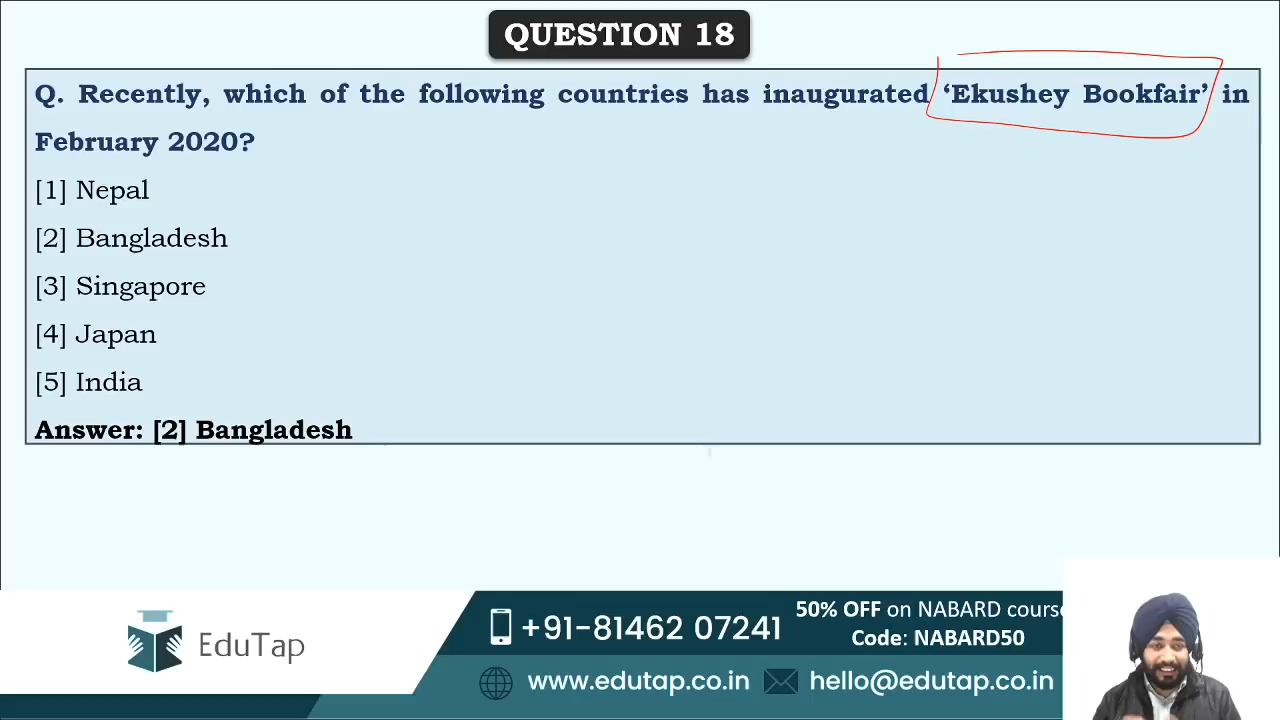 QUESTION 18
Q. Recently, which of the following countries has inaugurated ‘Ekushey Bookfair’ in
February 2020?
[1] Nepal
[2] Bangladesh
[3] Singapore
[4] Japan
[5] India
Answer: [2] Bangladesh
EduTap
+91-81462 07241
50% OFF on NABARD course
Code: NABARD50
www.edutap.co.in
hello@edutap.co.in